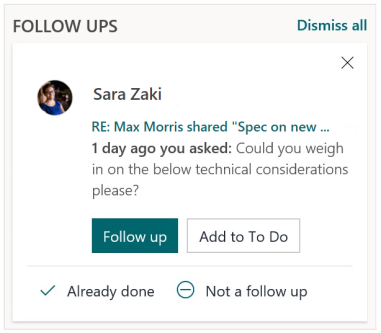 FOLLOW UPS
Dismiss all
Sara Zaki
RE: Max Morris shared "Spec on new ...
1 day ago you asked: Could you weigh
in on the below technical considerations
please?
Follow up
Add to To Do
Already done
Not a follow up